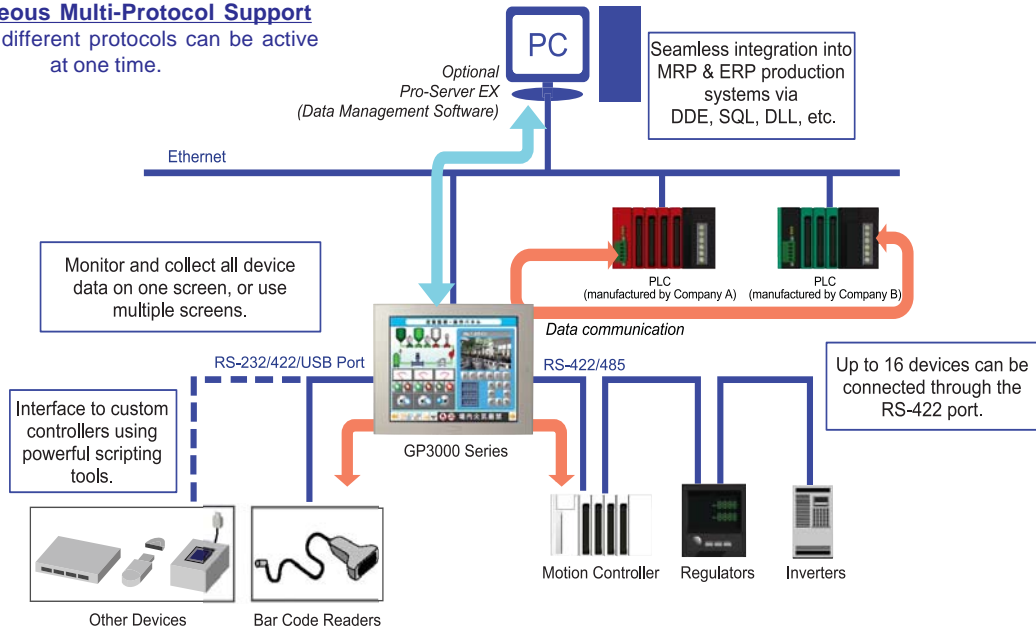 Multi-Protocol Support
different protocols can be active
at one time.
PC
Optional
Pro-Server EX
(Data Management Software)
Seamless integration into
MRP & ERP production
systems via
DDE, SQL, DLL, etc.
Ethernet
Monitor and collect all device
data on one screen, or use
multiple screens.
PLC
(manufactured by Company A)
PLC
(manufactured by Company B)
Data communication
RS-232/422/USB Port
RS-422/485
Up to 16 devices can be
connected through the
RS-422 port.
Interface to custom
controllers using
powerful scripting
tools.
GP3000 Series
Motion Controller
Regulators
Inverters
Other Devices
Bar Code Readers